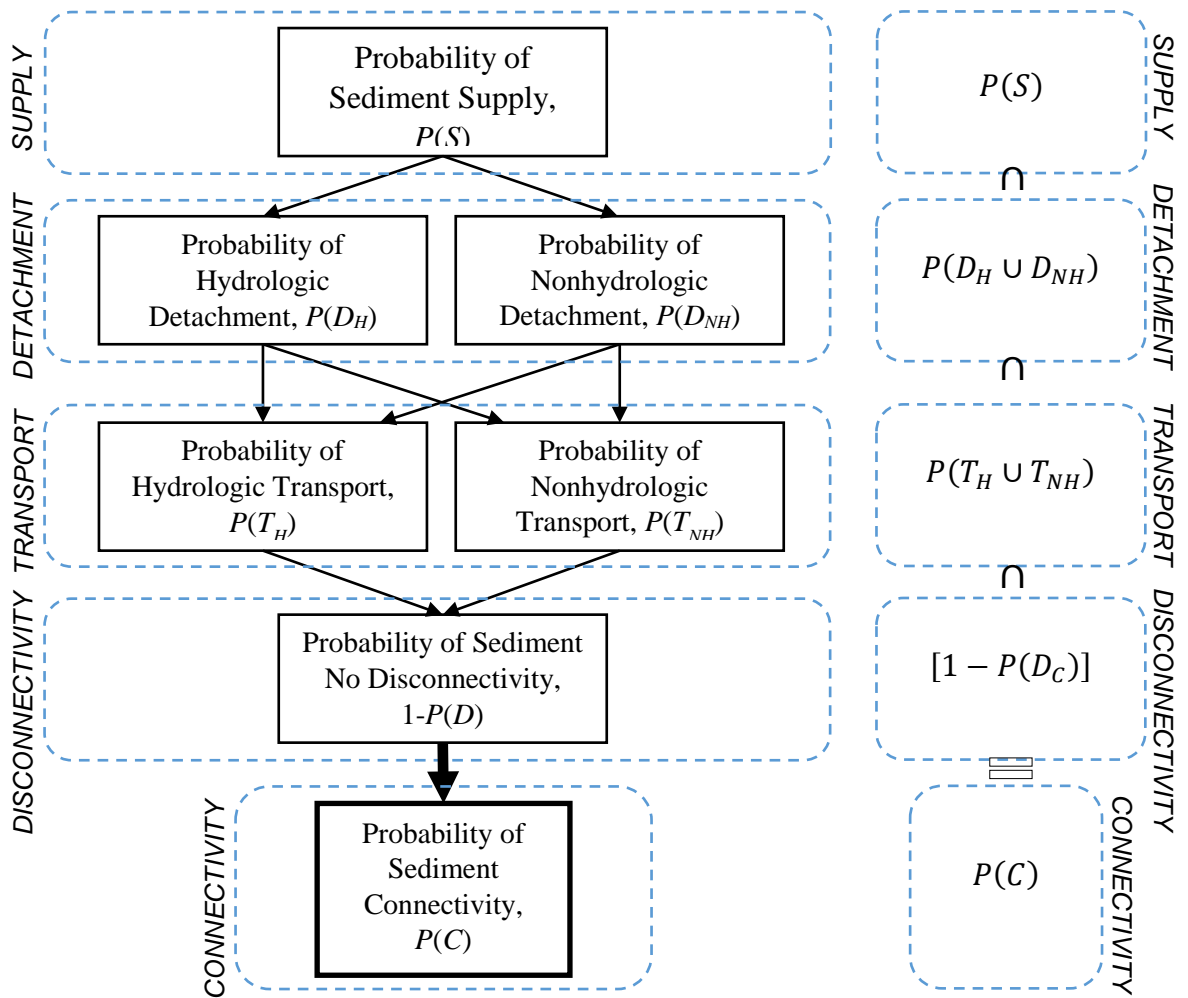 SUPPLY
Probability of
Sediment Supply,
P(S)
P(S)
SUPPLY
∩
DETACHMENT
Probability of
Hydrologic
Detachment, P(D_H)
Probability of
Nonhydrologic
Detachment, P(D_NH)
P(D_H ∪ D_NH)
DETACHMENT
∩
TRANSPORT
Probability of
Hydrologic Transport,
P(T_H)
Probability of
Nonhydrologic
Transport, P(T_NH)
P(T_H ∪ T_NH)
TRANSPORT
∩
DISCONNECTIVITY
Probability of Sediment
No Disconnectivity,
1-P(D)
[1 − P(D_C)]
DISCONNECTIVITY
=
CONNECTIVITY
Probability of
Sediment
Connectivity,
P(C)
P(C)
CONNECTIVITY